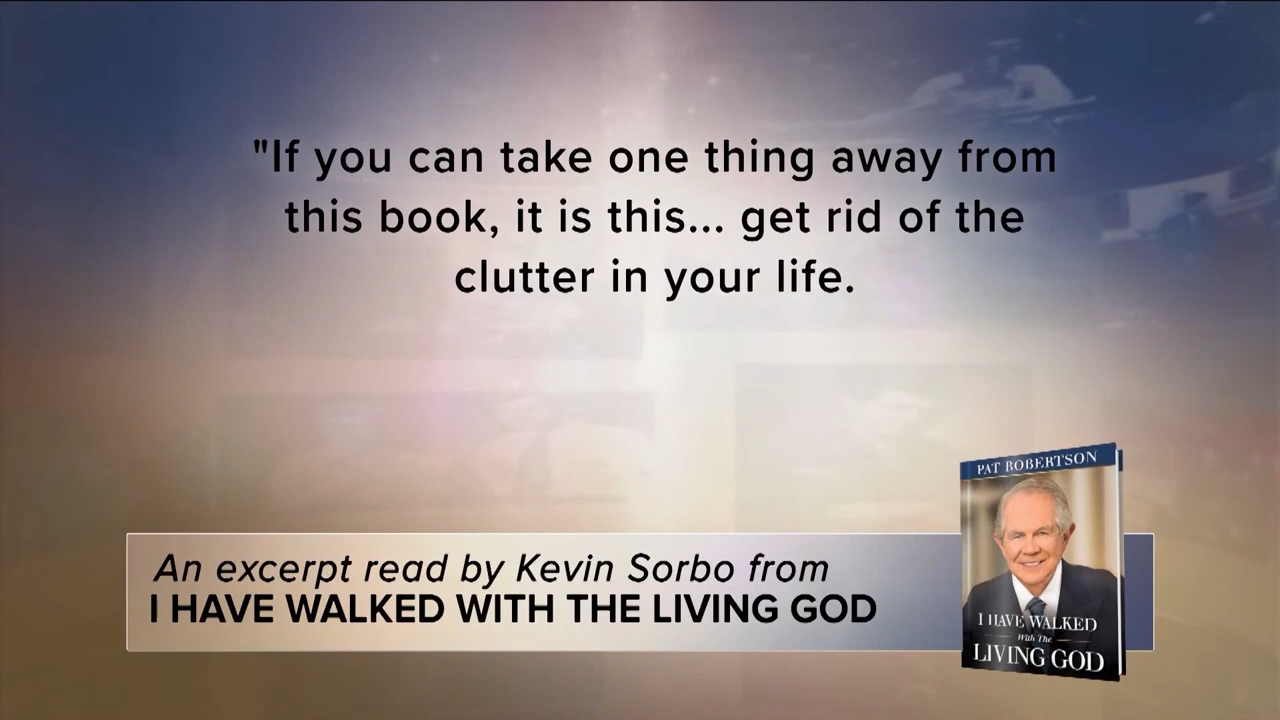 "If you can take one thing away from
this book, it is this... get rid of the
clutter in your life.
An excerpt read by Kevin Sorbo from
I HAVE WALKED WITH THE LIVING GOD
PAT ROBERTSON
I HAVE WALKED
With The
LIVING GOD